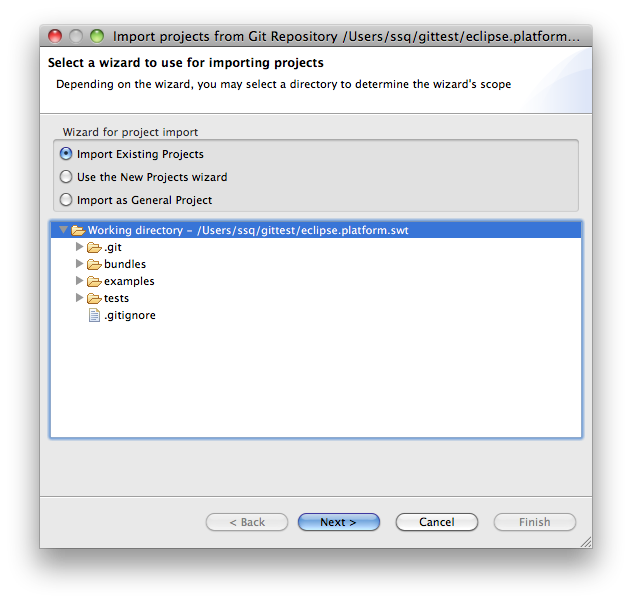 Import projects from Git Repository /Users/ssq/gittest/eclipse.platform...
Select a wizard to use for importing projects
Depending on the wizard, you may select a directory to determine the wizard's scope
Wizard for project import
Import Existing Projects
Use the New Projects wizard
Import as General Project
Working directory – /Users/ssq/gittest/eclipse.platform.swt
.git
bundles
examples
tests
.gitignore
< Back
Next >
Cancel
Finish